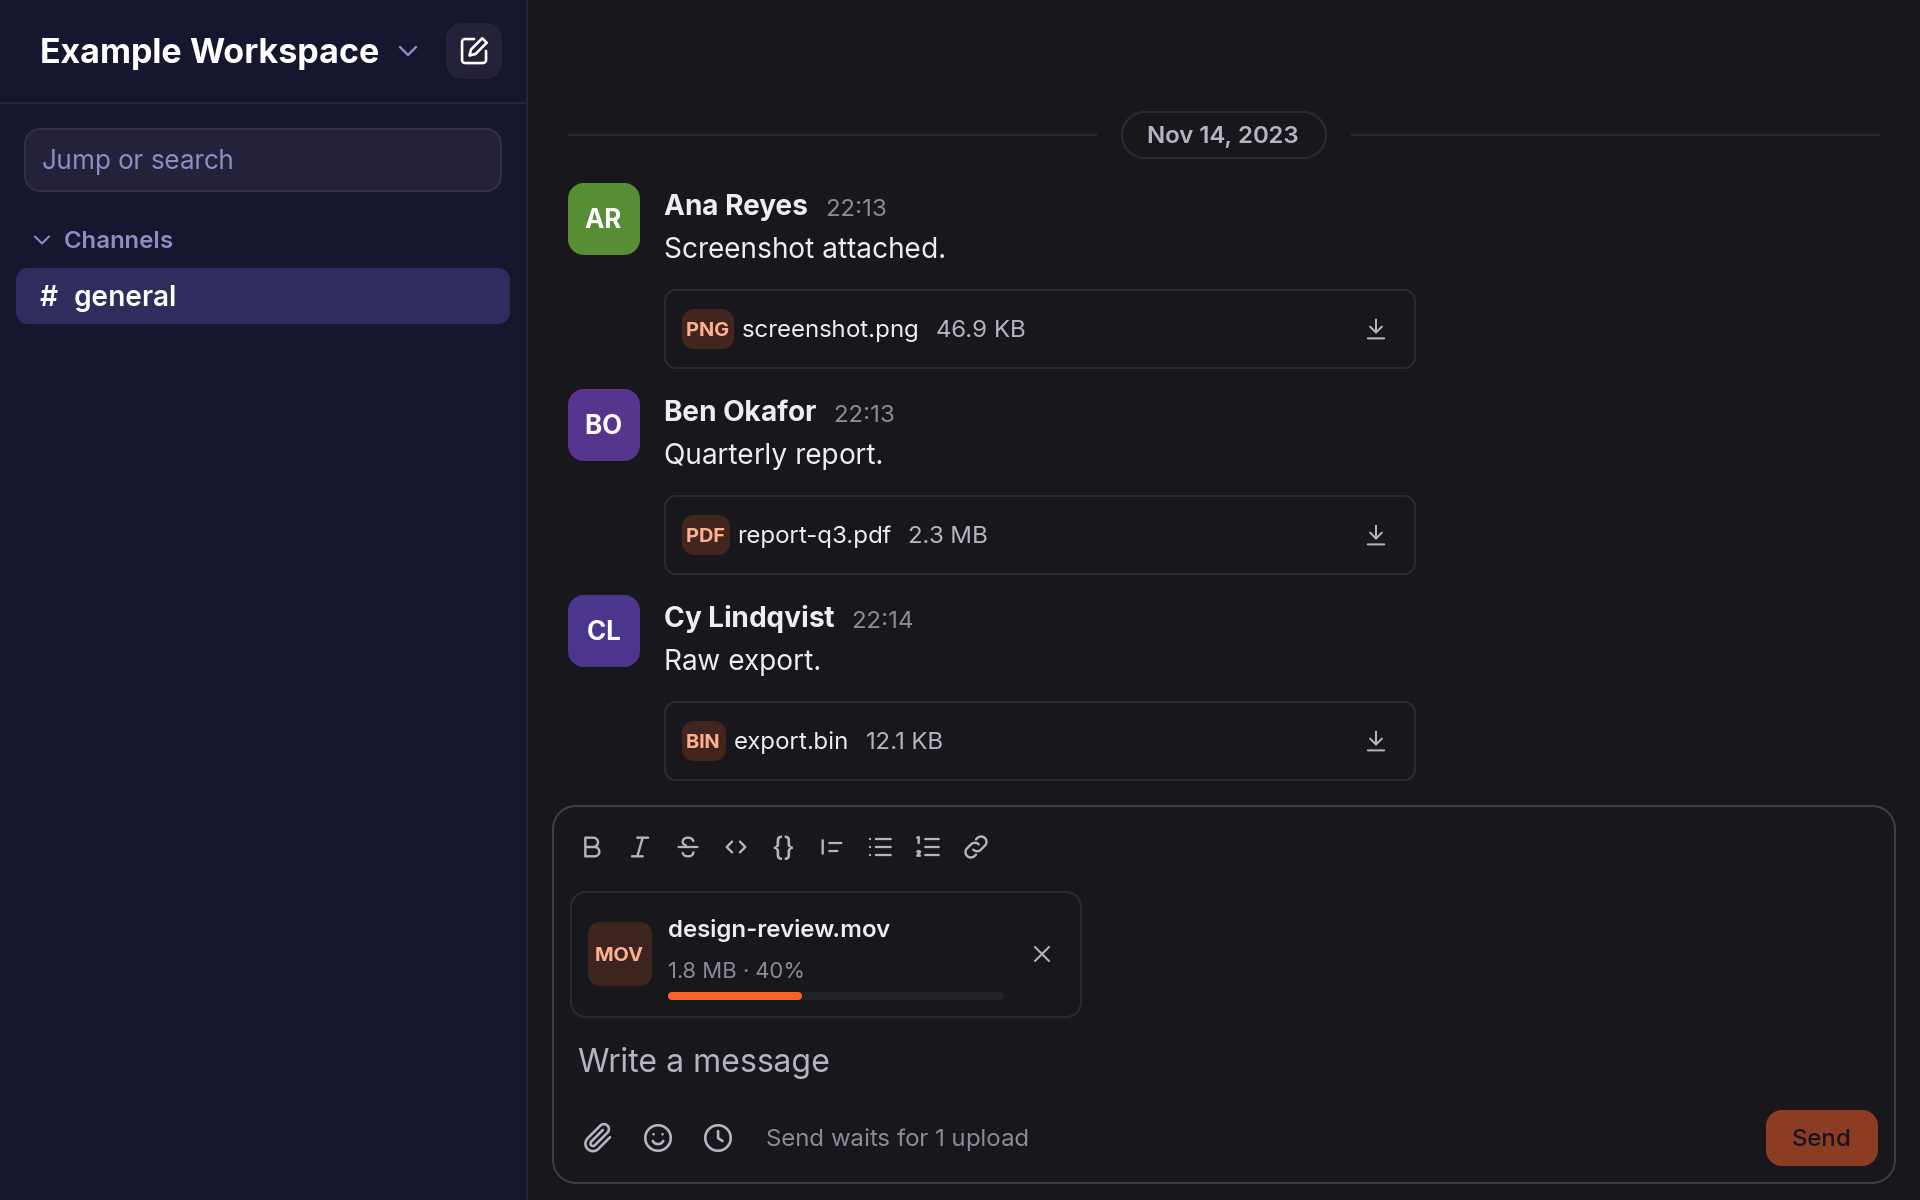 Example Workspace
Jump or search
Channels
# general
Nov 14, 2023
AR
Ana Reyes 22:13
Screenshot attached.
PNG screenshot.png 46.9 KB
BO
Ben Okafor 22:13
Quarterly report.
PDF report-q3.pdf 2.3 MB
CL
Cy Lindqvist 22:14
Raw export.
BIN export.bin 12.1 KB
MOV
design-review.mov
1.8 MB · 40%
Write a message
Send waits for 1 upload
Send